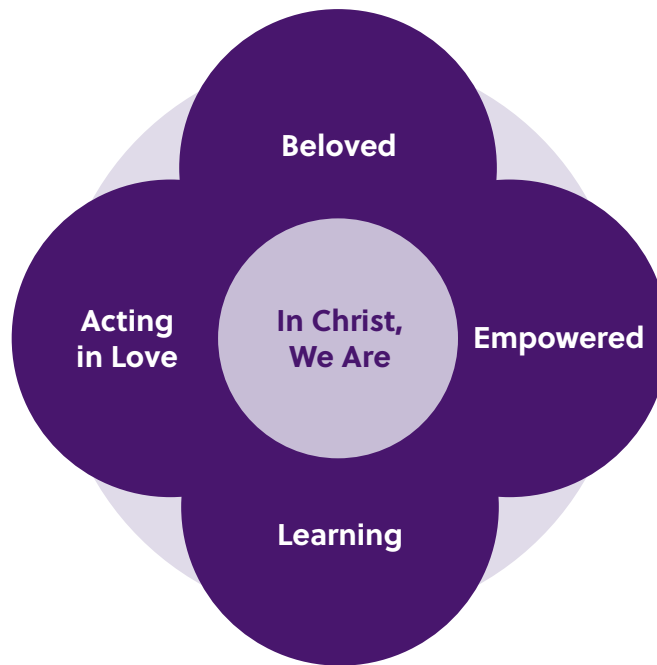 Beloved
Acting
in Love
In Christ,
We Are
Empowered
Learning